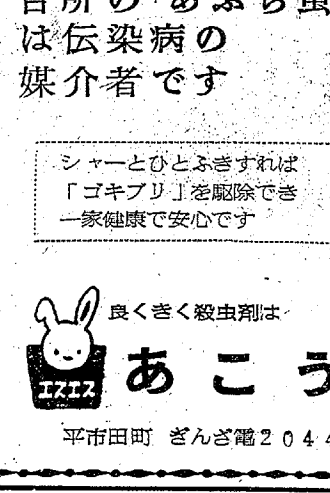 台所の あぶら虫
は伝染病の
媒介者です
シャーとひとふきすれば
「ゴキブリ」を駆除でき
一家健康で安心です
良くきく殺虫剤は
エスエス
あこう
平市田町 ぎんざ電2044